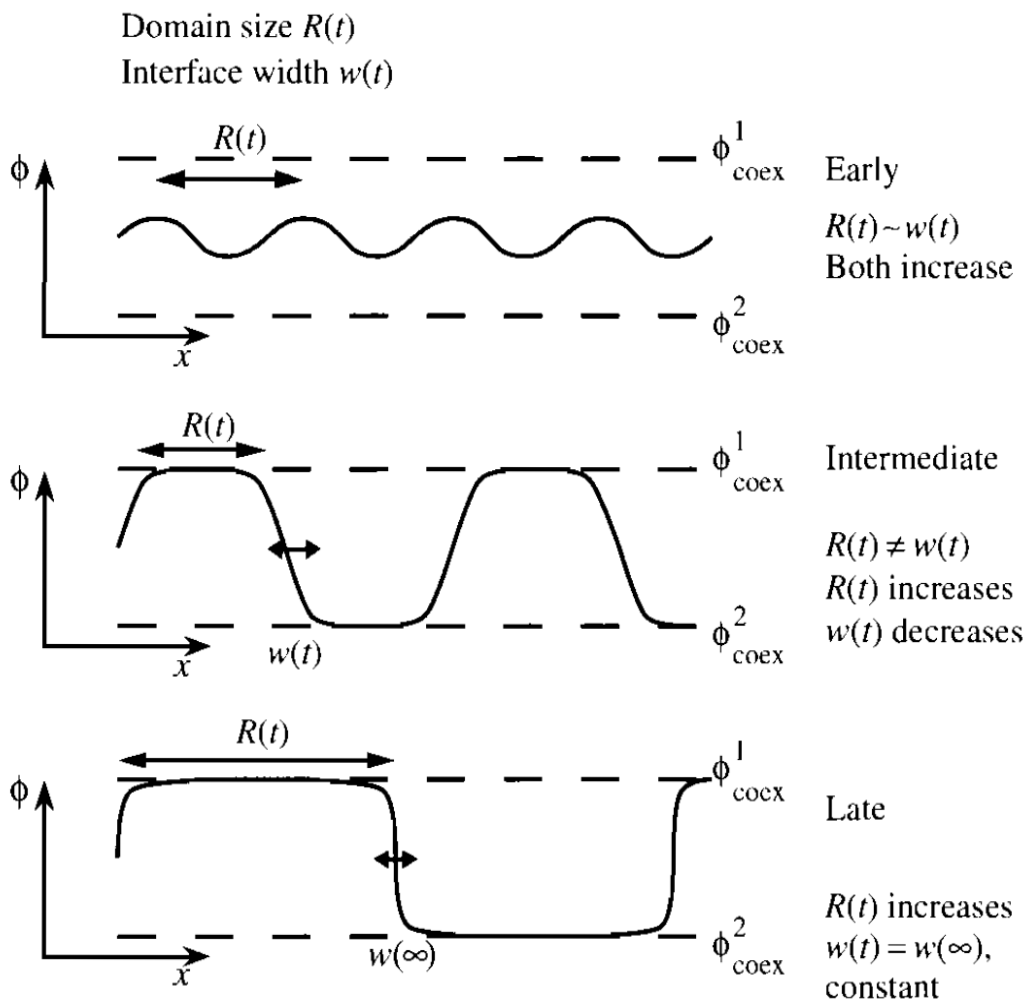 Domain size R(t)
Interface width w(t)
R(t)
ϕ
ϕ¹coex
Early
R(t) ~ w(t)
Both increase
ϕ²coex
x
R(t)
ϕ
ϕ¹coex
Intermediate
R(t) ≠ w(t)
R(t) increases
w(t) decreases
w(t)
ϕ²coex
x
R(t)
ϕ
ϕ¹coex
Late
R(t) increases
w(t) = w(∞),
constant
w(∞)
ϕ²coex
x